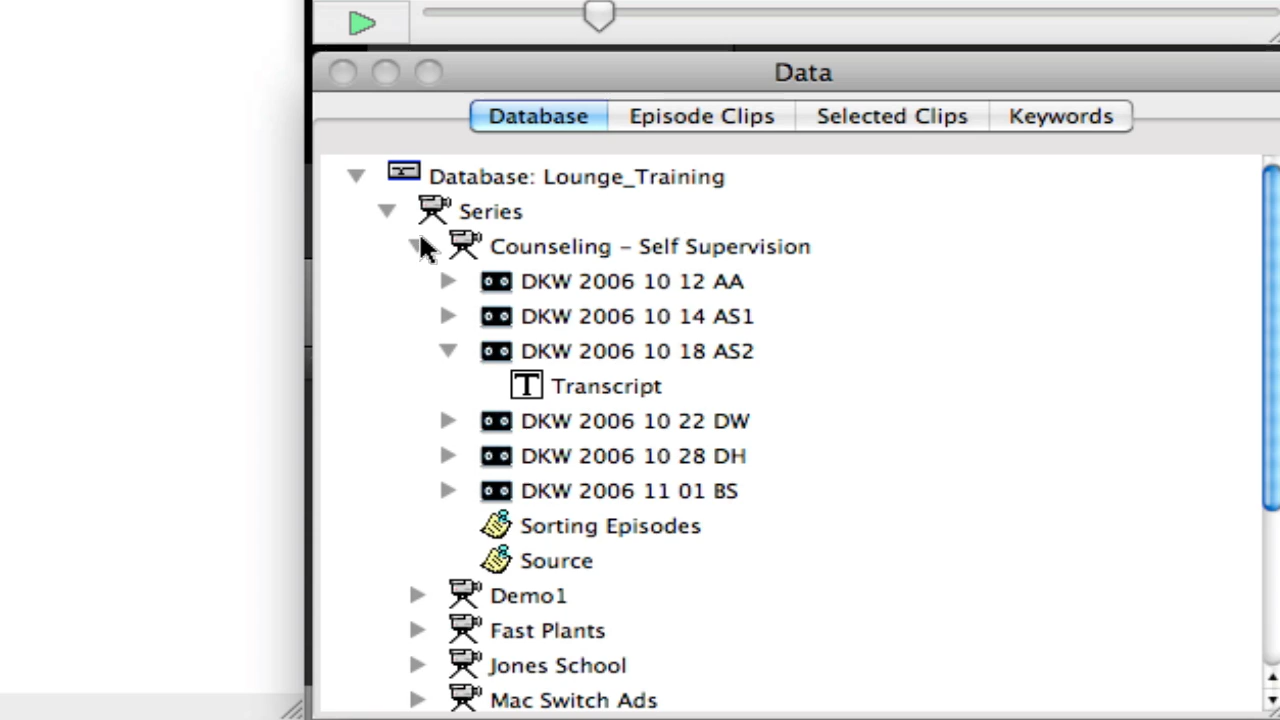 Data
Database Episode Clips Selected Clips Keywords
Database: Lounge_Training
Series
Counseling – Self Supervision
DKW 2006 10 12 AA
DKW 2006 10 14 AS1
DKW 2006 10 18 AS2
T Transcript
DKW 2006 10 22 DW
DKW 2006 10 28 DH
DKW 2006 11 01 BS
Sorting Episodes
Source
Demo1
Fast Plants
Jones School
Mac Switch Ads